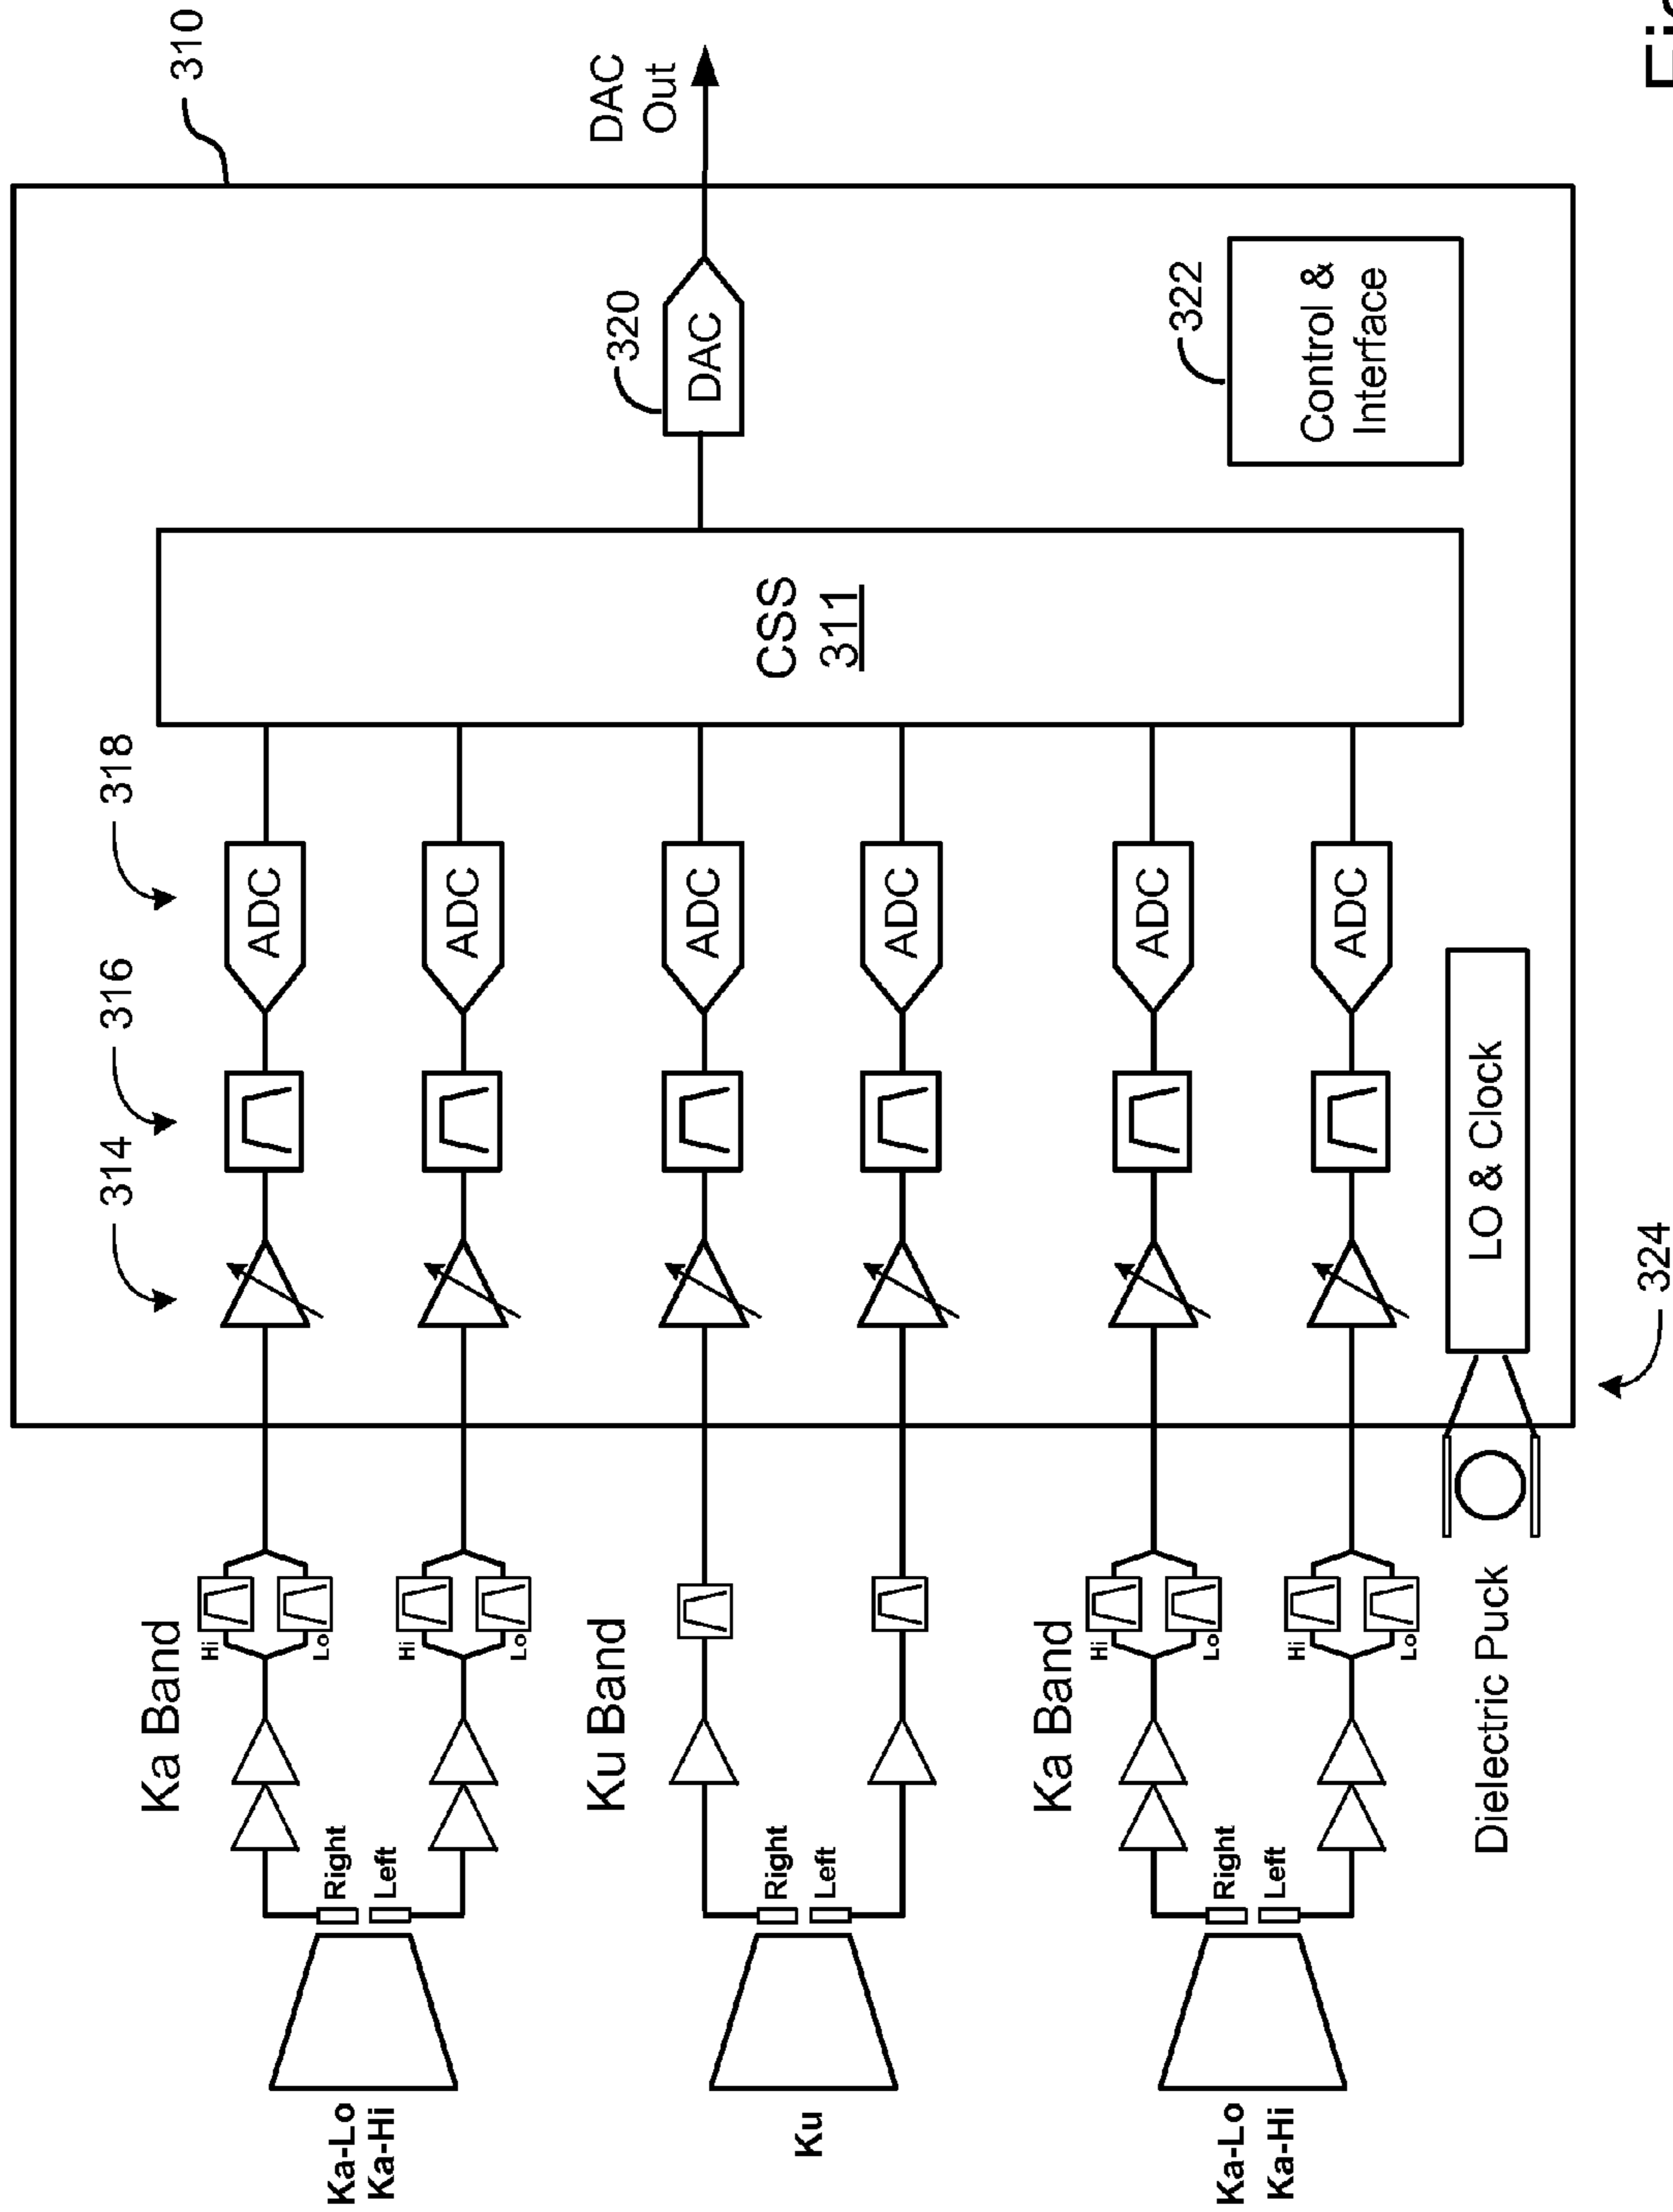 314
316
318
310
Ka Band
Hi
ADC
Lo
Right
Ka-Lo
Ka-Hi
Left
Hi
ADC
Lo
Ku Band
DAC
Out
320
ADC
DAC
Right
Ku
Left
CSS
311
ADC
Ka Band
Hi
ADC
Lo
Right
Ka-Lo
Ka-Hi
Left
322
Control &
Interface
Hi
ADC
Lo
Dielectric Puck
LO & Clock
324